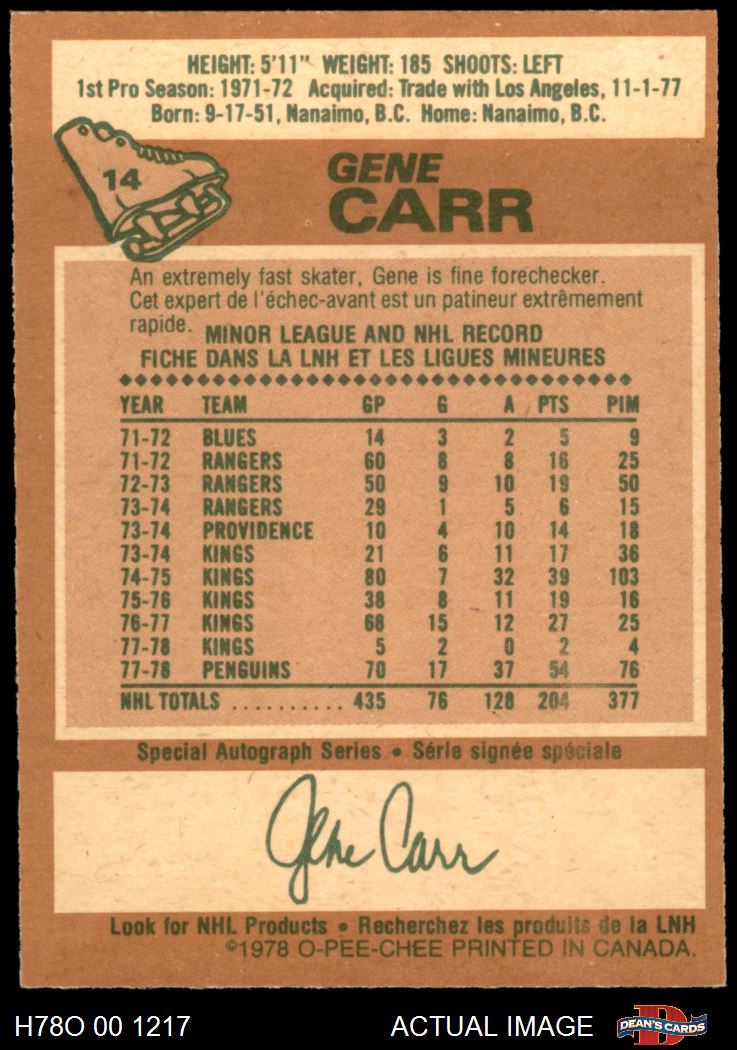 HEIGHT: 5'11" WEIGHT: 185 SHOOTS: LEFT
1st Pro Season: 1971-72 Acquired: Trade with Los Angeles, 11-1-77
Born: 9-17-51, Nanaimo, B.C. Home: Nanaimo, B.C.
14
GENE
CARR
An extremely fast skater, Gene is fine forechecker.
Cet expert de l'échec-avant est un patineur extrêmement
rapide.
MINOR LEAGUE AND NHL RECORD
FICHE DANS LA LNH ET LES LIGUES MINEURES
YEAR TEAM GP G A PTS PIM
71-72 BLUES 14 3 2 5 9
71-72 RANGERS 60 8 8 16 25
72-73 RANGERS 50 9 10 19 50
73-74 RANGERS 29 1 5 6 15
73-74 PROVIDENCE 10 4 10 14 18
73-74 KINGS 21 6 11 17 36
74-75 KINGS 80 7 32 39 103
75-76 KINGS 38 8 11 19 16
76-77 KINGS 68 15 12 27 25
77-78 KINGS 5 2 0 2 4
77-78 PENGUINS 70 17 37 54 76
NHL TOTALS .......... 435 76 128 204 377
Special Autograph Series • Série signée spéciale
Gene Carr
Look for NHL Products • Recherchez les produits de la LNH
©1978 O-PEE-CHEE PRINTED IN CANADA.
H78O 00 1217 ACTUAL IMAGE DEAN'S CARDS